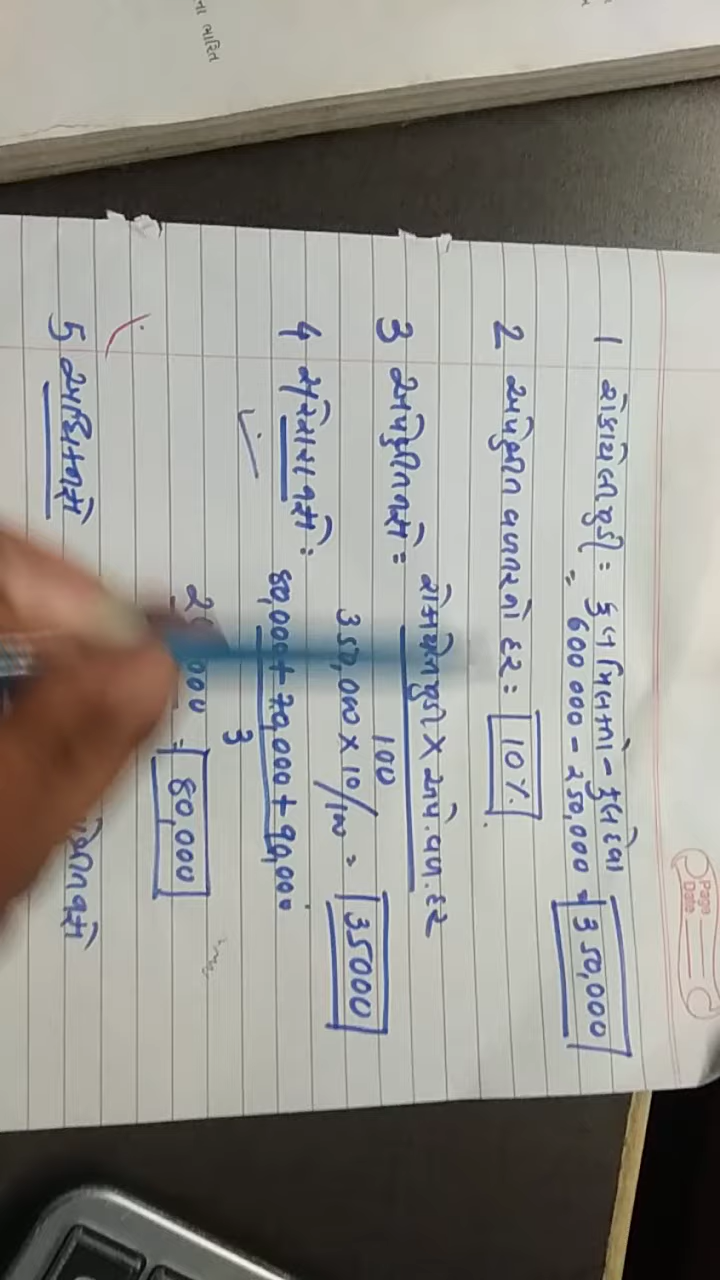 ના ભારિત
Page
Date
1 રોકાયેલી મુડી = કુલ મિલકતો - કુલ દેવા
= 600 000 - 250,000 = 350,000
2 અપેક્ષીત વળતરનો દર = 10%
3 અપેક્ષીત નફો = રોકાયેલ મુડી X અપે. વળ. દર
100
350,000 X 10/100 = 35000
4 સરેરાશ નફો = 80,000 + 70,000 + 90,000
3
= 80,000
5 અધિક નફો
નફો